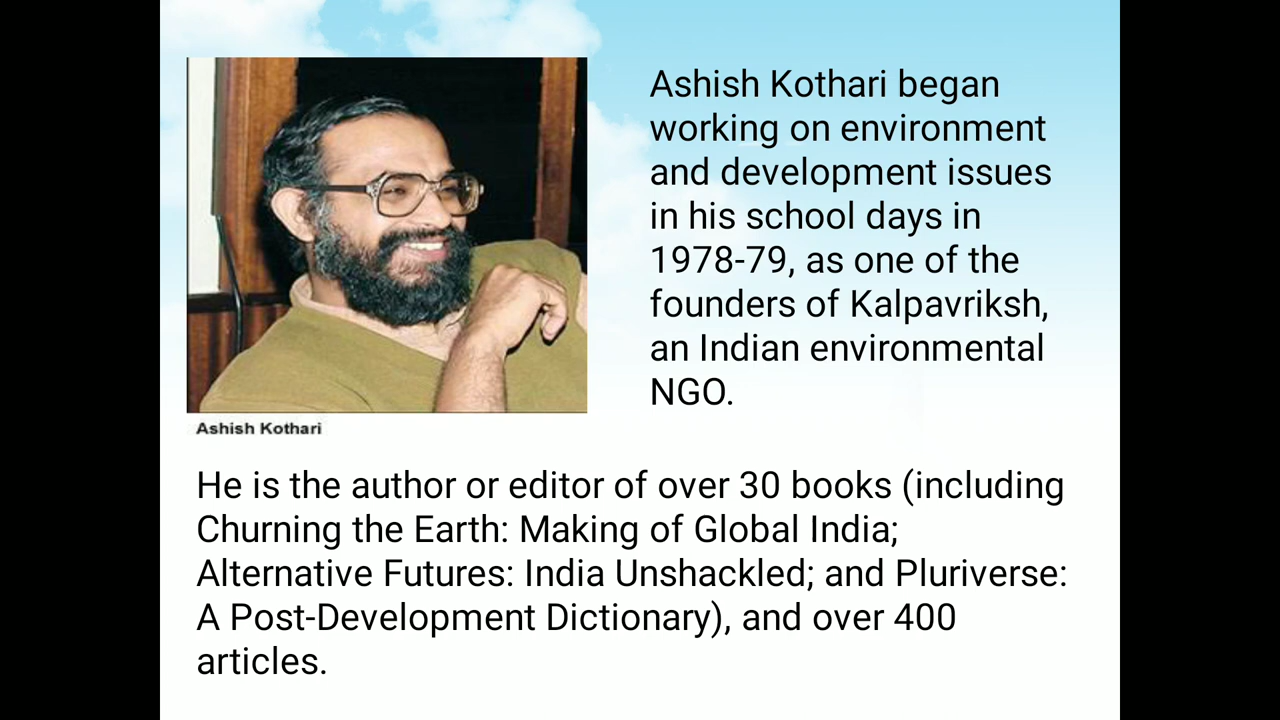 Ashish Kothari began
working on environment
and development issues
in his school days in
1978-79, as one of the
founders of Kalpavriksh,
an Indian environmental
NGO.
Ashish Kothari
He is the author or editor of over 30 books (including
Churning the Earth: Making of Global India;
Alternative Futures: India Unshackled; and Pluriverse:
A Post-Development Dictionary), and over 400
articles.